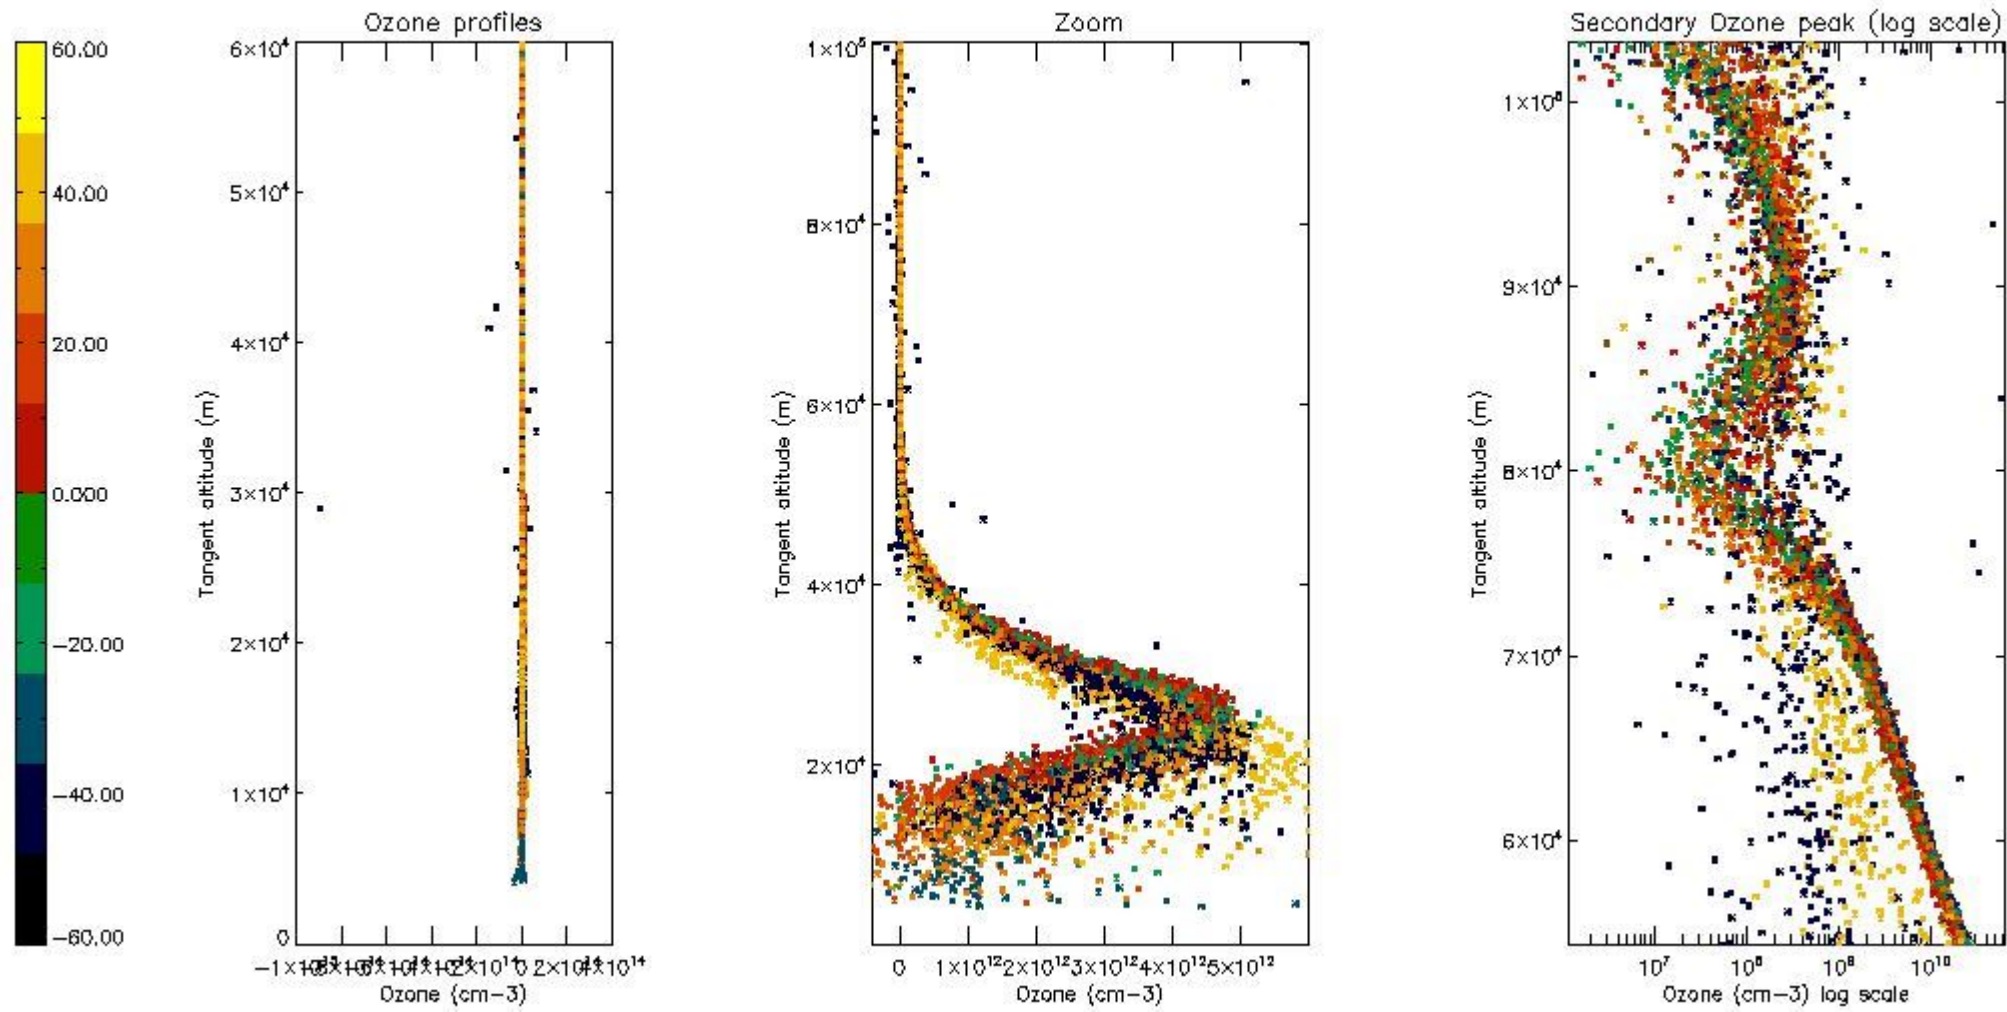 Ozone profiles
Zoom
Secondary Ozone peak (log scale)
60.00
40.00
20.00
-20.00
-40.00
-60.00
6×10⁴
5×10⁴
4×10⁴
3×10⁴
2×10⁴
1×10⁴
0
Tangent altitude (m)
0 2×10¹⁴
Ozone (cm-3)
1×10⁵
8×10⁴
6×10⁴
4×10⁴
2×10⁴
Tangent altitude (m)
0 1×10¹² 2×10¹² 3×10¹² 4×10¹² 5×10¹²
Ozone (cm-3)
9×10⁴
8×10⁴
7×10⁴
6×10⁴
Tangent altitude (m)
10⁷ 10⁸ 10⁹ 10¹⁰
Ozone (cm-3) log scale